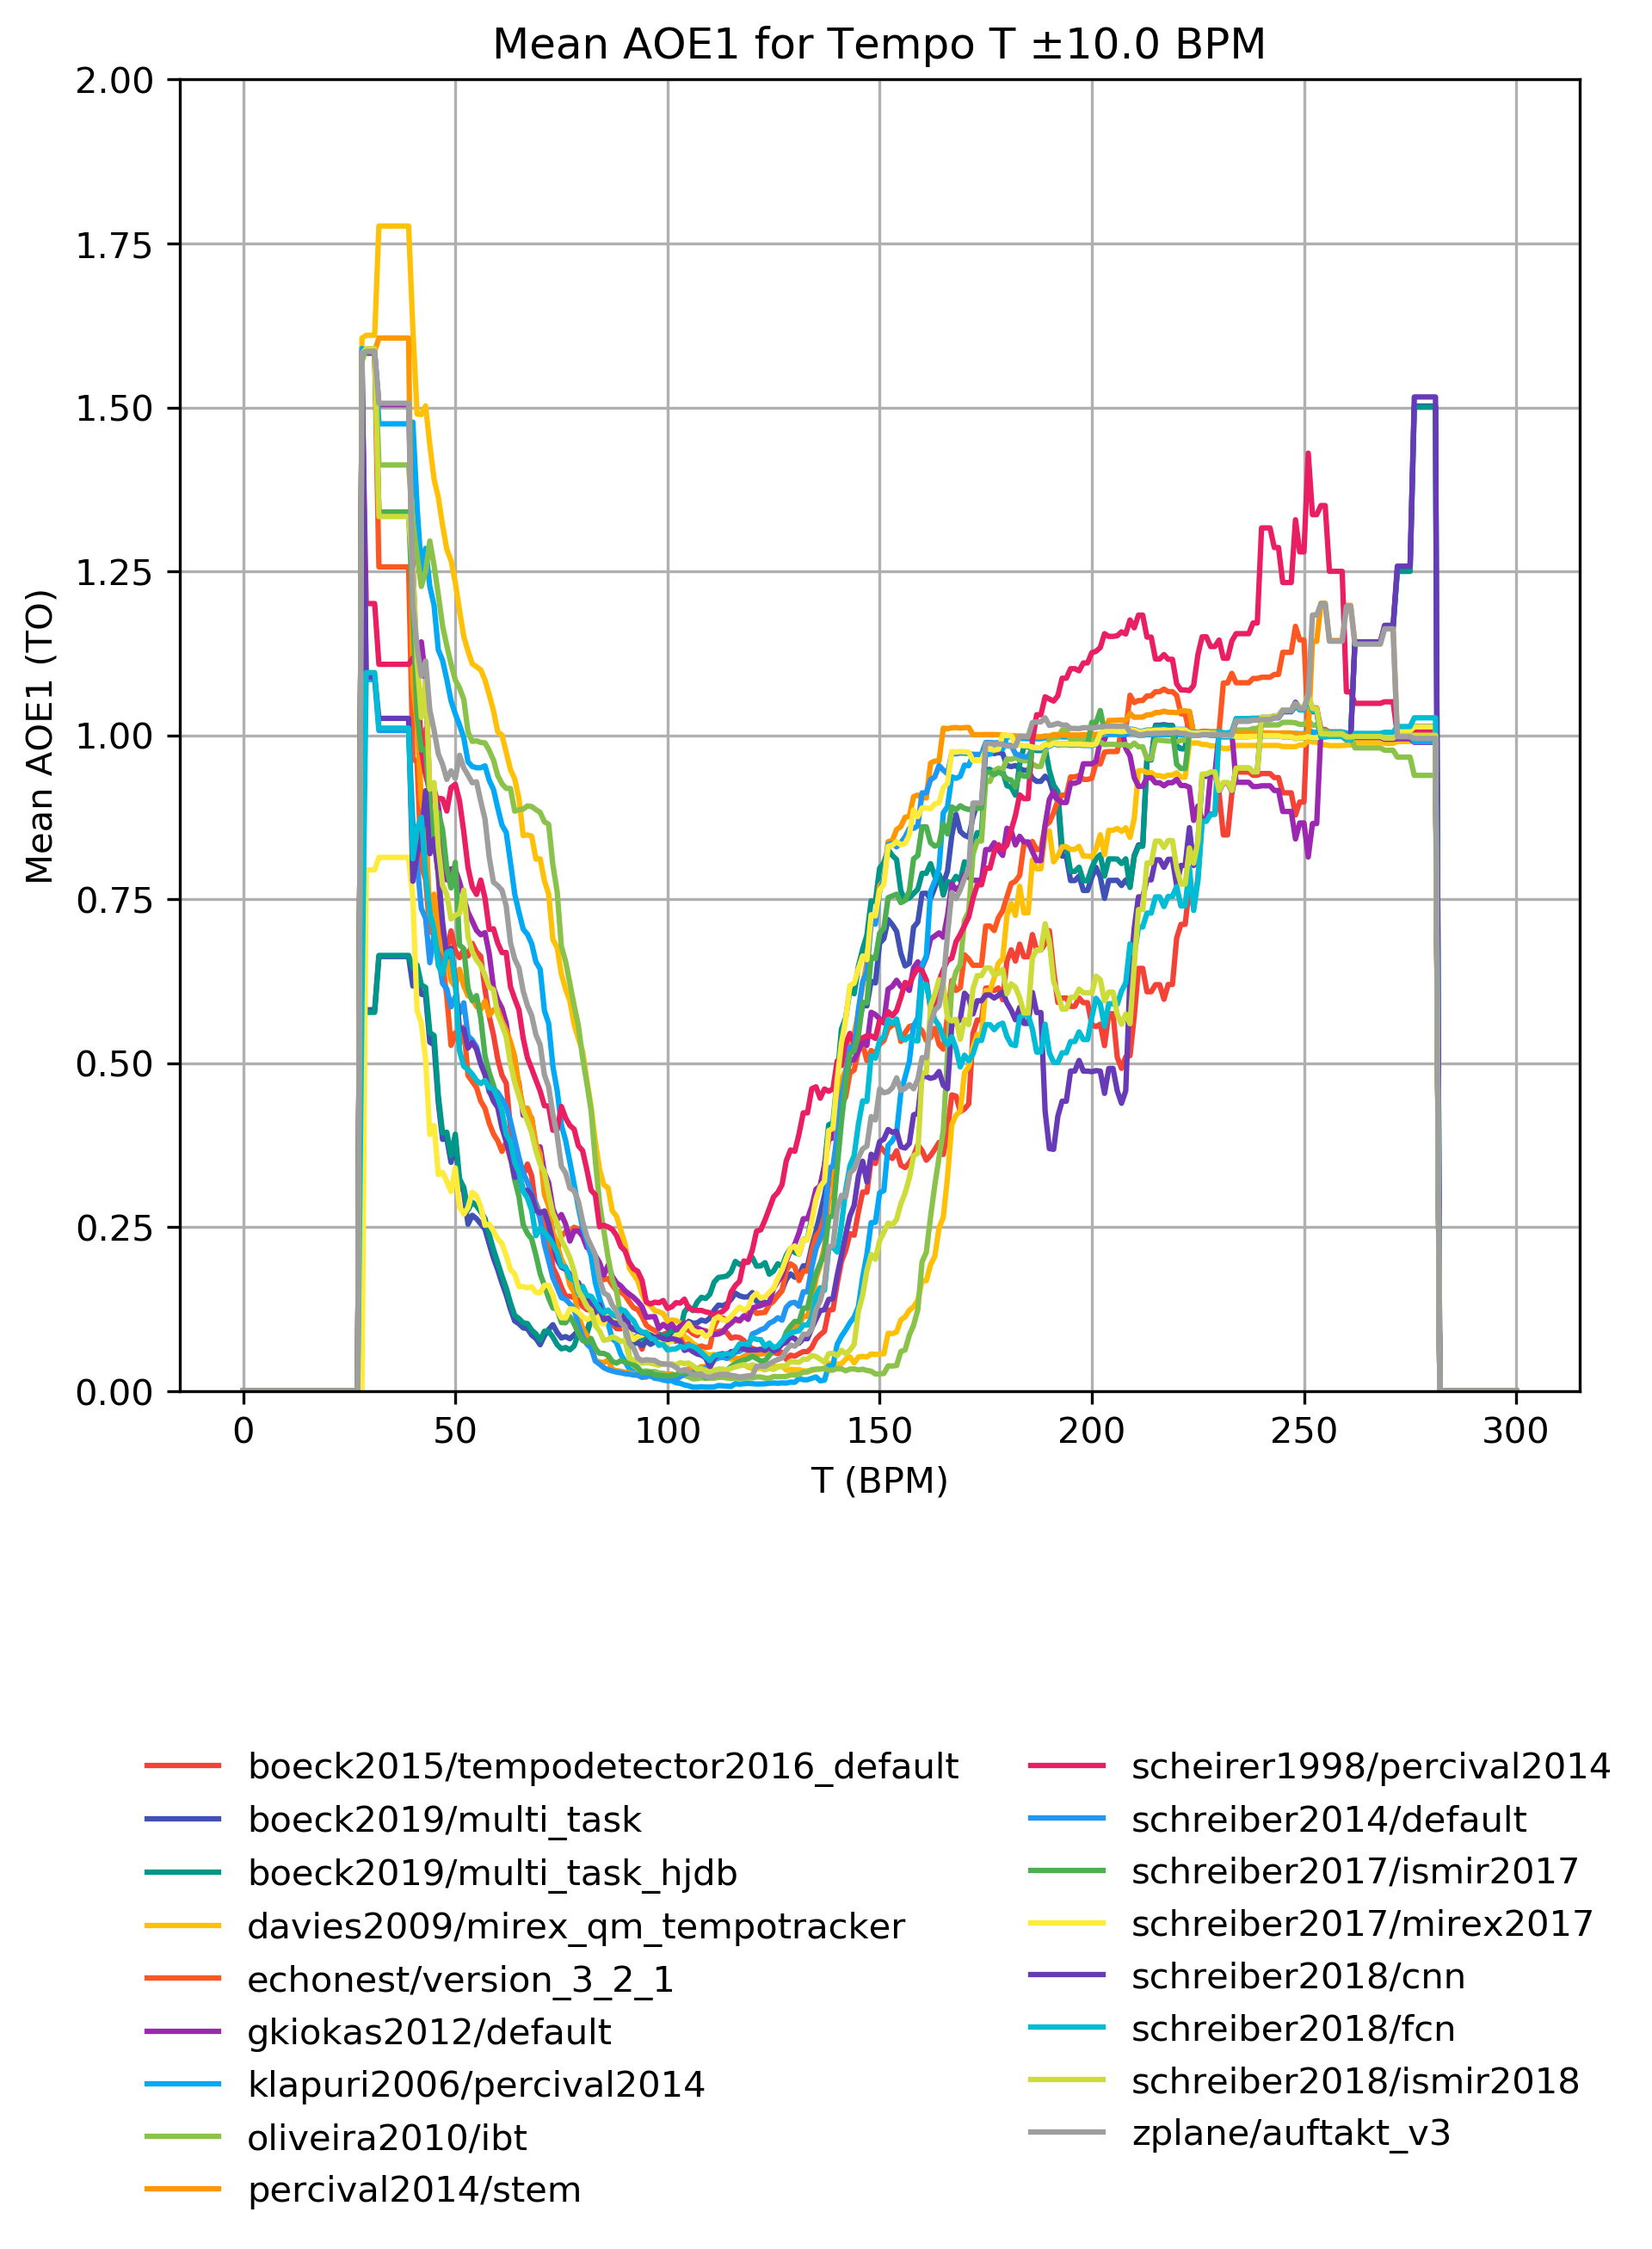 Mean AOE1 for Tempo T ±10.0 BPM
2.00
1.75
1.50
1.25
1.00
0.75
0.50
0.25
0.00
Mean AOE1 (TO)
0 50 100 150 200 250 300
T (BPM)
boeck2015/tempodetector2016_default
boeck2019/multi_task
boeck2019/multi_task_hjdb
davies2009/mirex_qm_tempotracker
echonest/version_3_2_1
gkiokas2012/default
klapuri2006/percival2014
oliveira2010/ibt
percival2014/stem
scheirer1998/percival2014
schreiber2014/default
schreiber2017/ismir2017
schreiber2017/mirex2017
schreiber2018/cnn
schreiber2018/fcn
schreiber2018/ismir2018
zplane/auftakt_v3